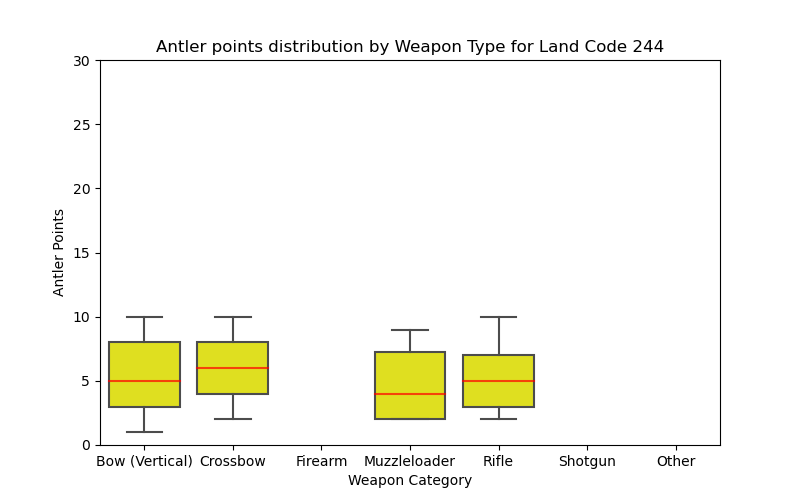 Antler points distribution by Weapon Type for Land Code 244
30
25
20
15
10
5
0
Antler Points
Bow (Vertical) Crossbow Firearm Muzzleloader Rifle Shotgun Other
Weapon Category